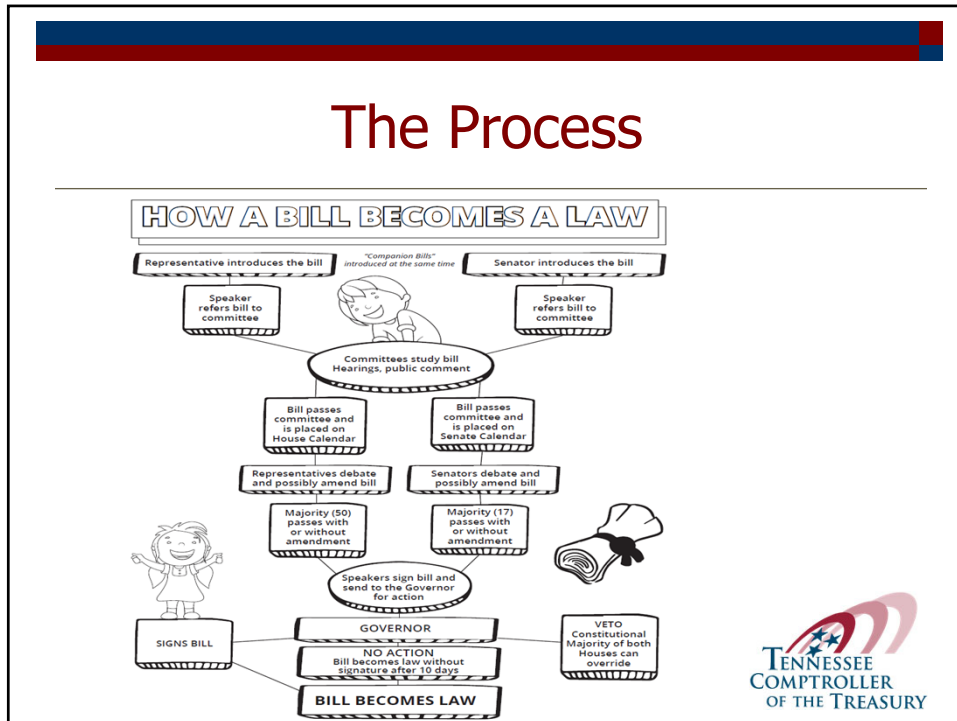 The Process
HOW A BILL BECOMES A LAW
Representative introduces the bill
"Companion Bills"
introduced at the same time
Senator introduces the bill
Speaker
refers bill to
committee
Speaker
refers bill to
committee
Committees study bill
Hearings, public comment
Bill passes
committee and
is placed on
House Calendar
Bill passes
committee and
is placed on
Senate Calendar
Representatives debate
and possibly amend bill
Senators debate and
possibly amend bill
Majority (50)
passes with
or without
amendment
Majority (17)
passes with
or without
amendment
Speakers sign bill and
send to the Governor
for action
SIGNS BILL
GOVERNOR
NO ACTION
Bill becomes law without
signature after 10 days
VETO
Constitutional
Majority of both
Houses can
override
BILL BECOMES LAW
TENNESSEE
COMPTROLLER
OF THE TREASURY